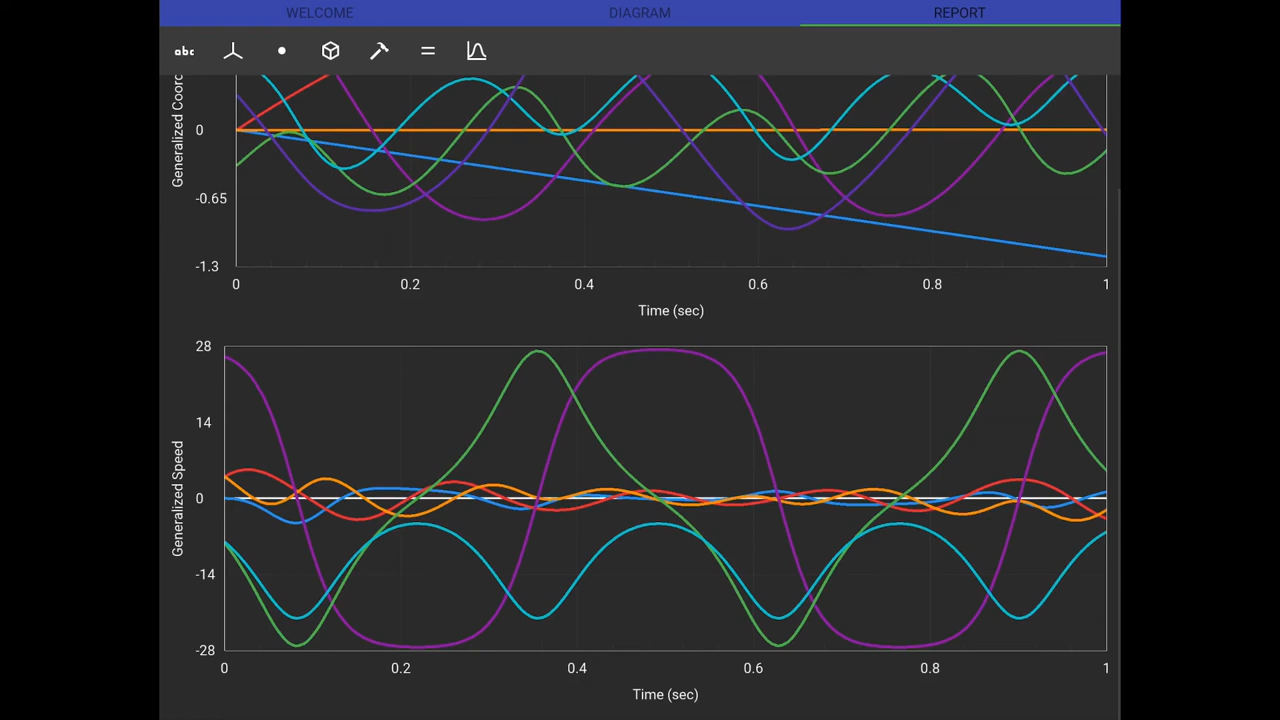 WELCOME DIAGRAM REPORT
abc
Generalized Coorc
0
-0.65
-1.3
0 0.2 0.4 0.6 0.8 1
Time (sec)
Generalized Speed
28
14
0
-14
-28
0 0.2 0.4 0.6 0.8 1
Time (sec)